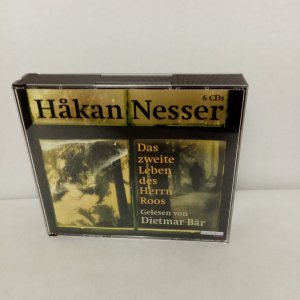 Håkan Nesser
6 CDs
Das
zweite
Leben
des
Herrn
Roos
Gelesen von
Dietmar Bär